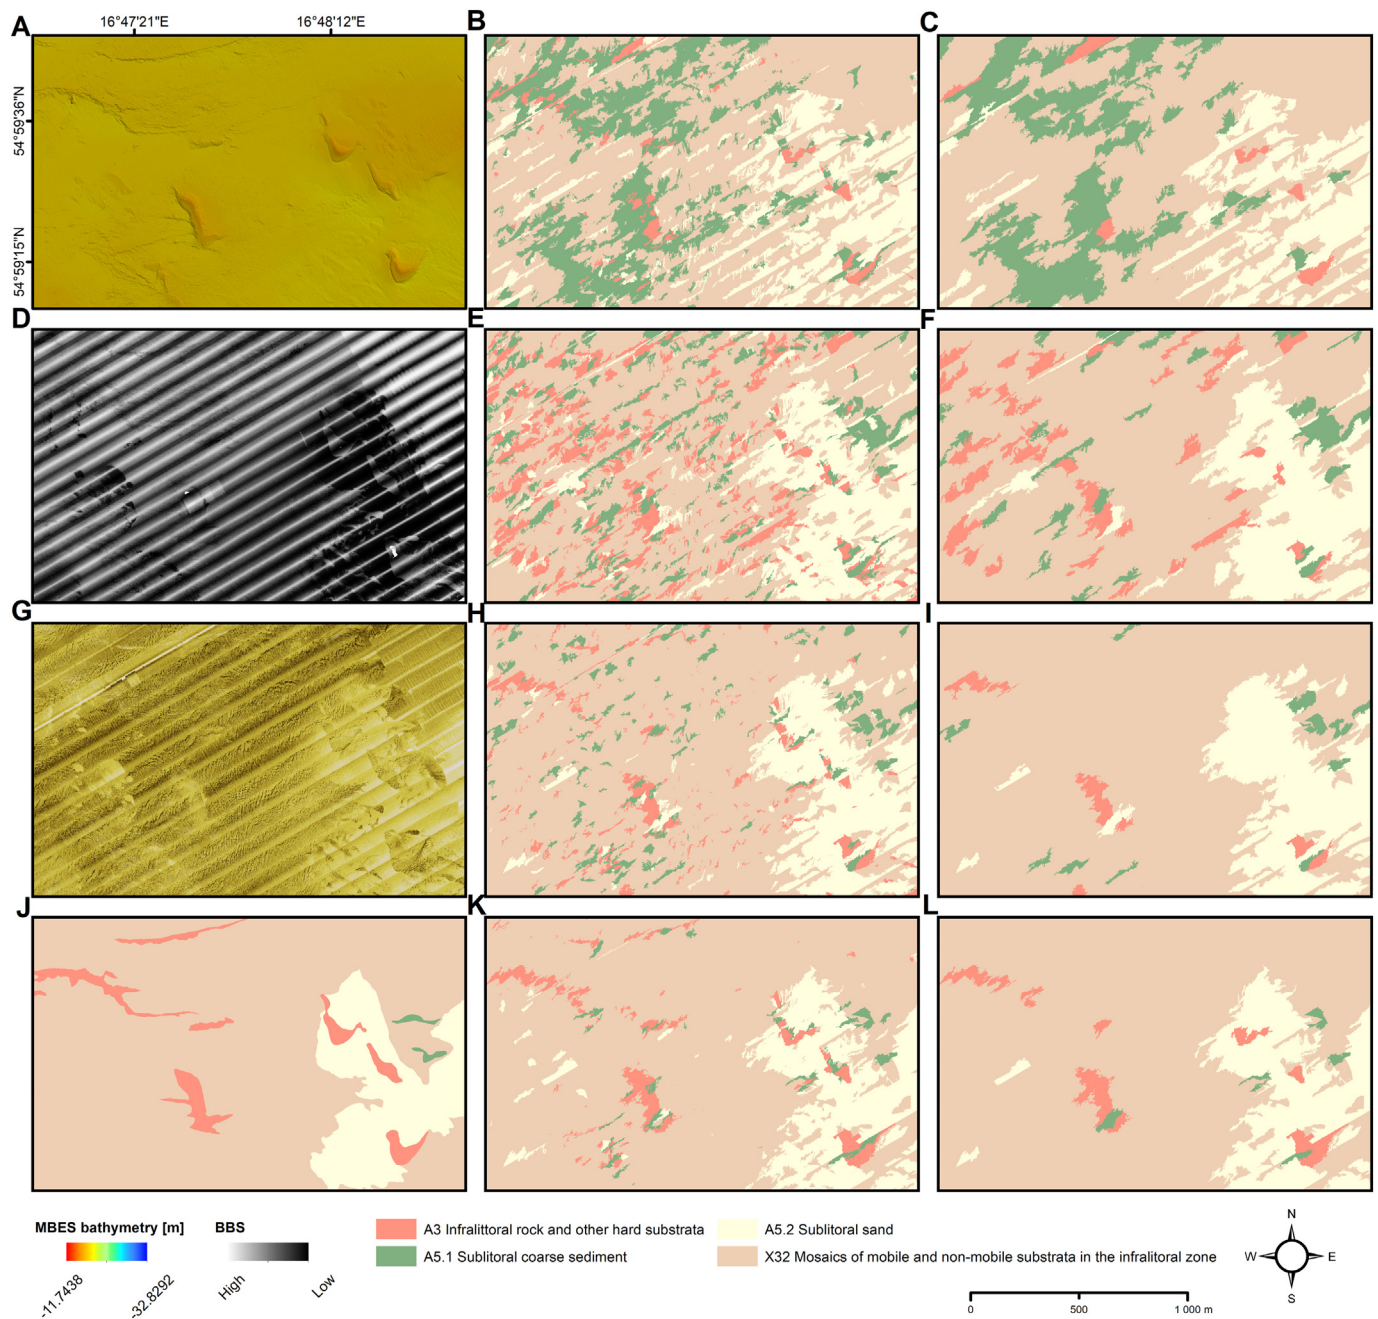 16°47'21"E 16°48'12"E
A B C
54°59'36"N
54°59'15"N
D E F
G H I
J K L
MBES bathymetry [m] BBS
A3 Infralittoral rock and other hard substrata A5.2 Sublitoral sand
A5.1 Sublitoral coarse sediment X32 Mosaics of mobile and non-mobile substrata in the infralitoral zone
-11.7438 -32.8292 High Low
N
W E
S
0 500 1 000 m